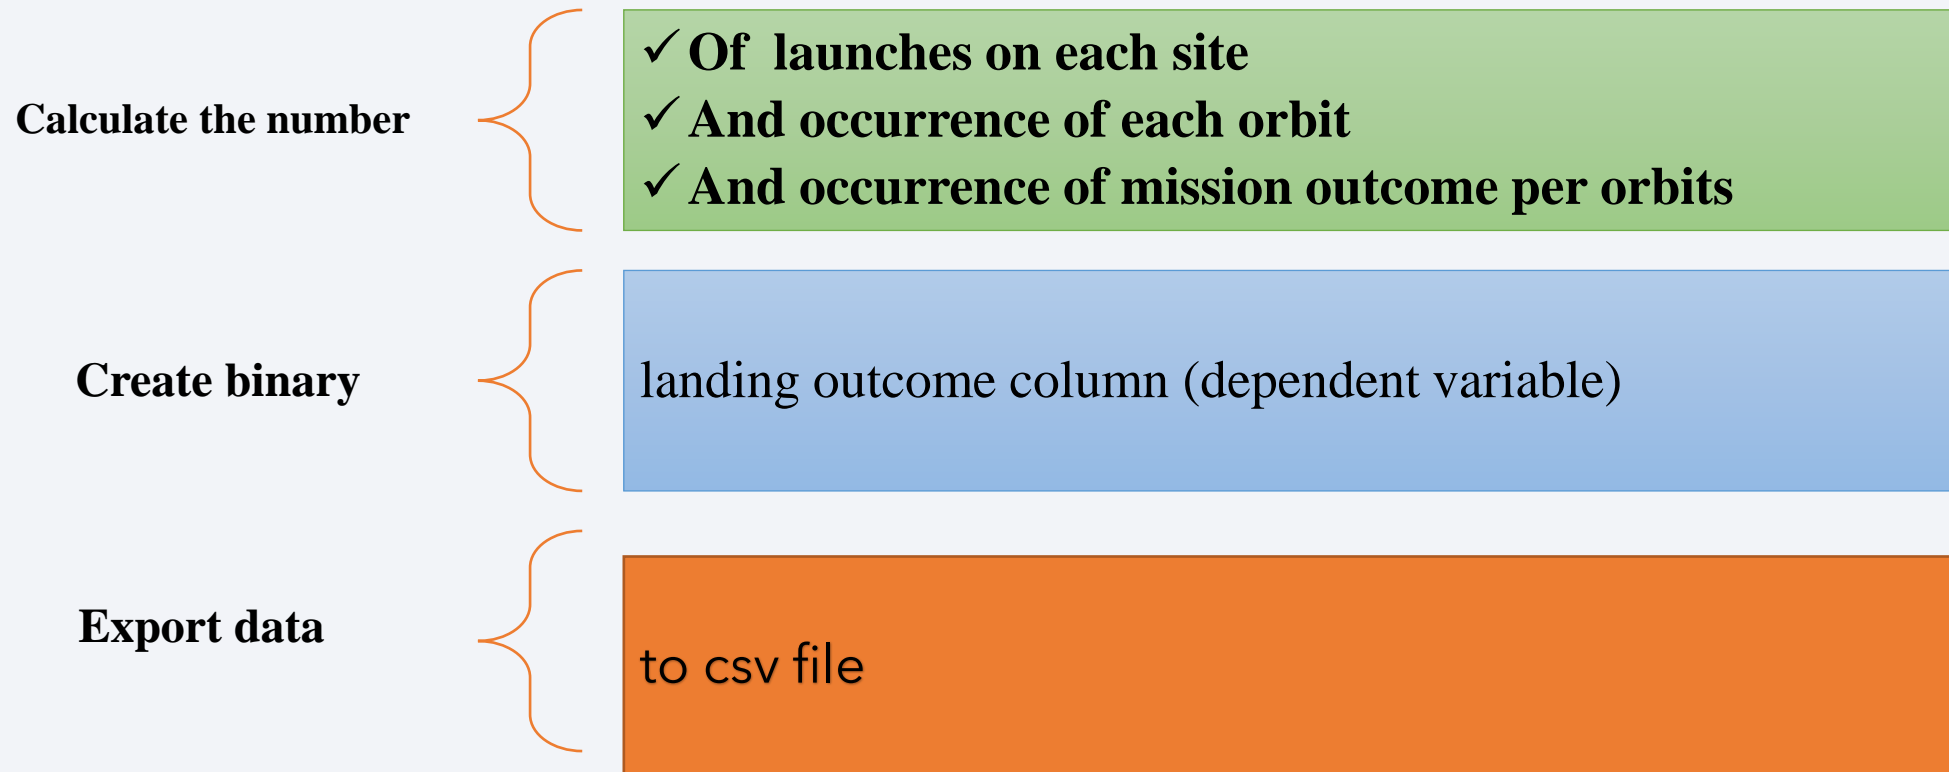 Calculate the number
✓ Of launches on each site
✓ And occurrence of each orbit
✓ And occurrence of mission outcome per orbits
Create binary
landing outcome column (dependent variable)
Export data
to csv file